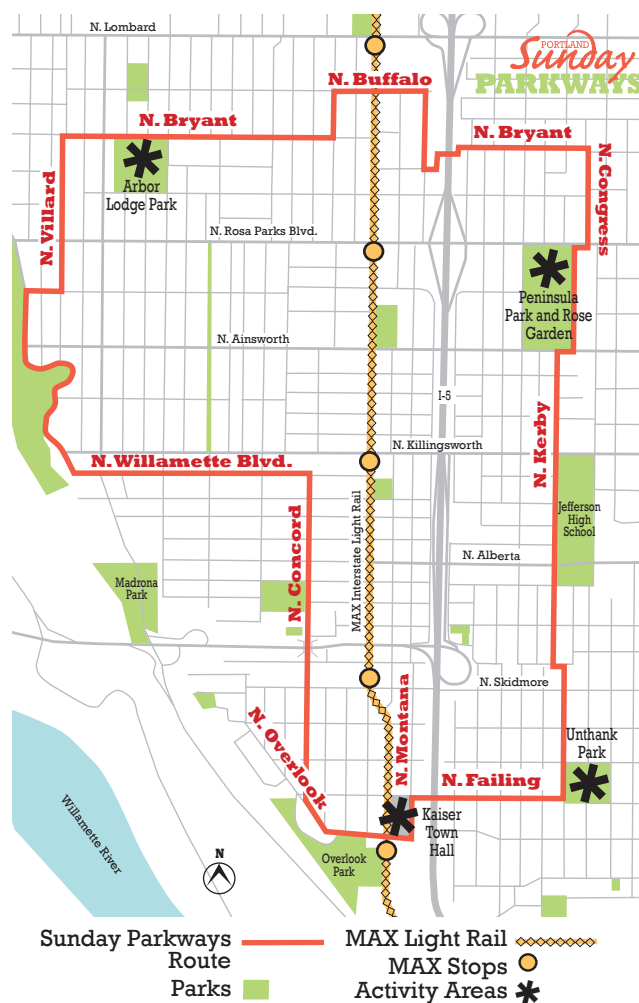 N. Lombard
PORTLAND
Sunday
PARKWAYS
N. Buffalo
N. Bryant
N. Bryant
N. Congress
Arbor
Lodge Park
N. Villard
N. Rosa Parks Blvd.
Peninsula
Park and Rose
Garden
N. Ainsworth
I-5
N. Killingsworth
N. Kerby
N. Willamette Blvd.
Jefferson
High
School
MAX Interstate Light Rail
N. Concord
N. Alberta
Madrona
Park
N. Skidmore
N. Montana
N. Overlook
Unthank
Park
N. Failing
Kaiser
Town
Hall
Willamette River
N
Overlook
Park
Sunday Parkways
Route
Parks
MAX Light Rail
MAX Stops
Activity Areas